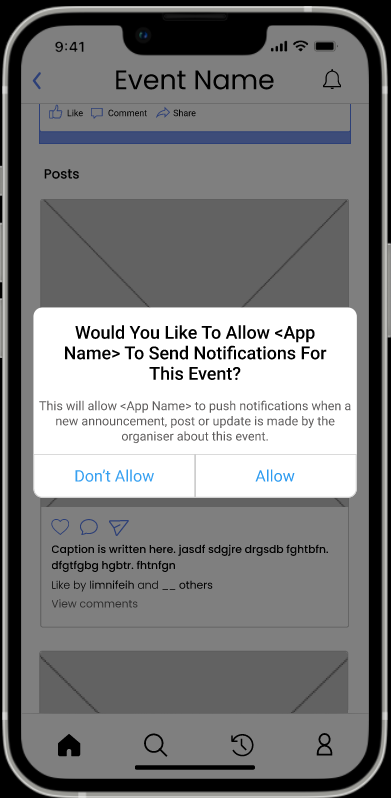 9:41
Event Name
Like Comment Share
Posts
Would You Like To Allow <App
Name> To Send Notifications For
This Event?
This will allow <App Name> to push notifications when a
new announcement, post or update is made by the
organiser about this event.
Don't Allow Allow
Caption is written here. jasdf sdgjre drgsdb fghtbfn.
dfgtfgbg hgbtr. fhtnfgn
Like by limnifeih and __ others
View comments